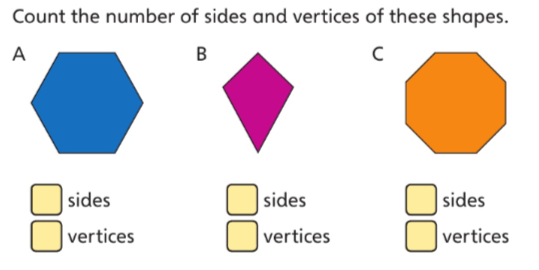 Count the number of sides and vertices of these shapes.
A B C
sides sides sides
vertices vertices vertices